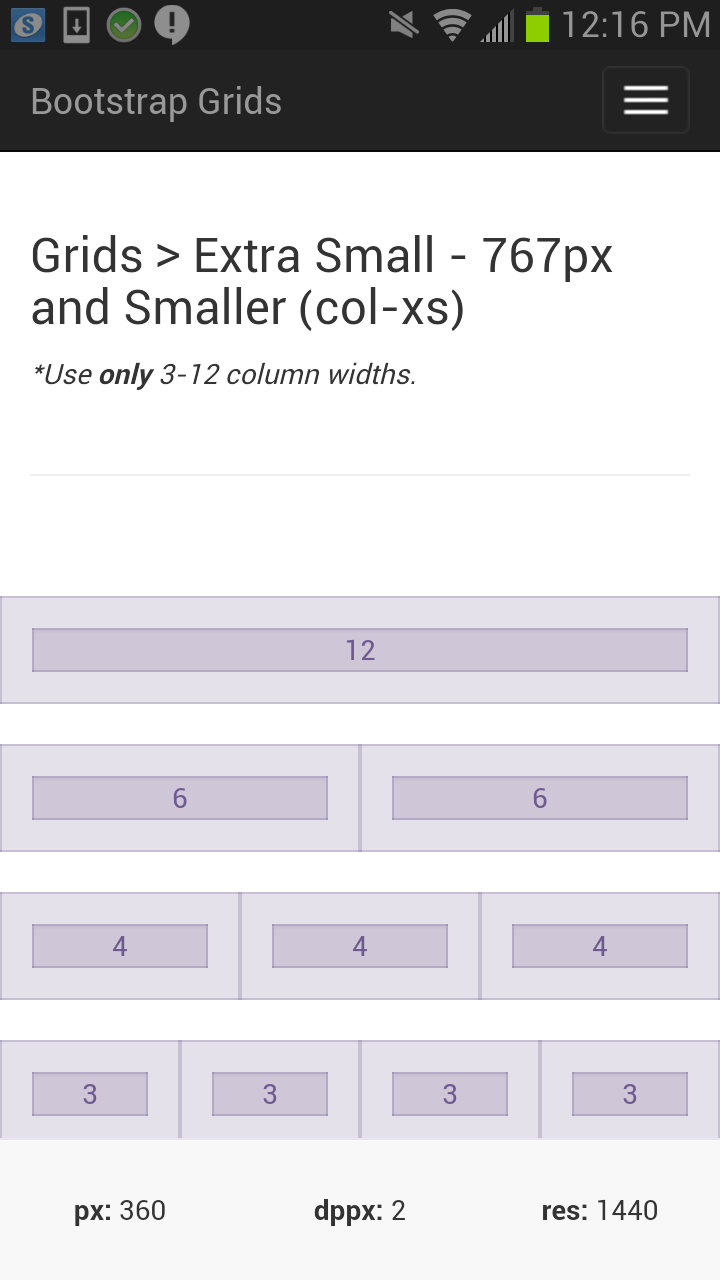 12:16 PM
Bootstrap Grids
Grids > Extra Small - 767px
and Smaller (col-xs)
*Use only 3-12 column widths.
12
6 6
4 4 4
3 3 3 3
px: 360 dppx: 2 res: 1440